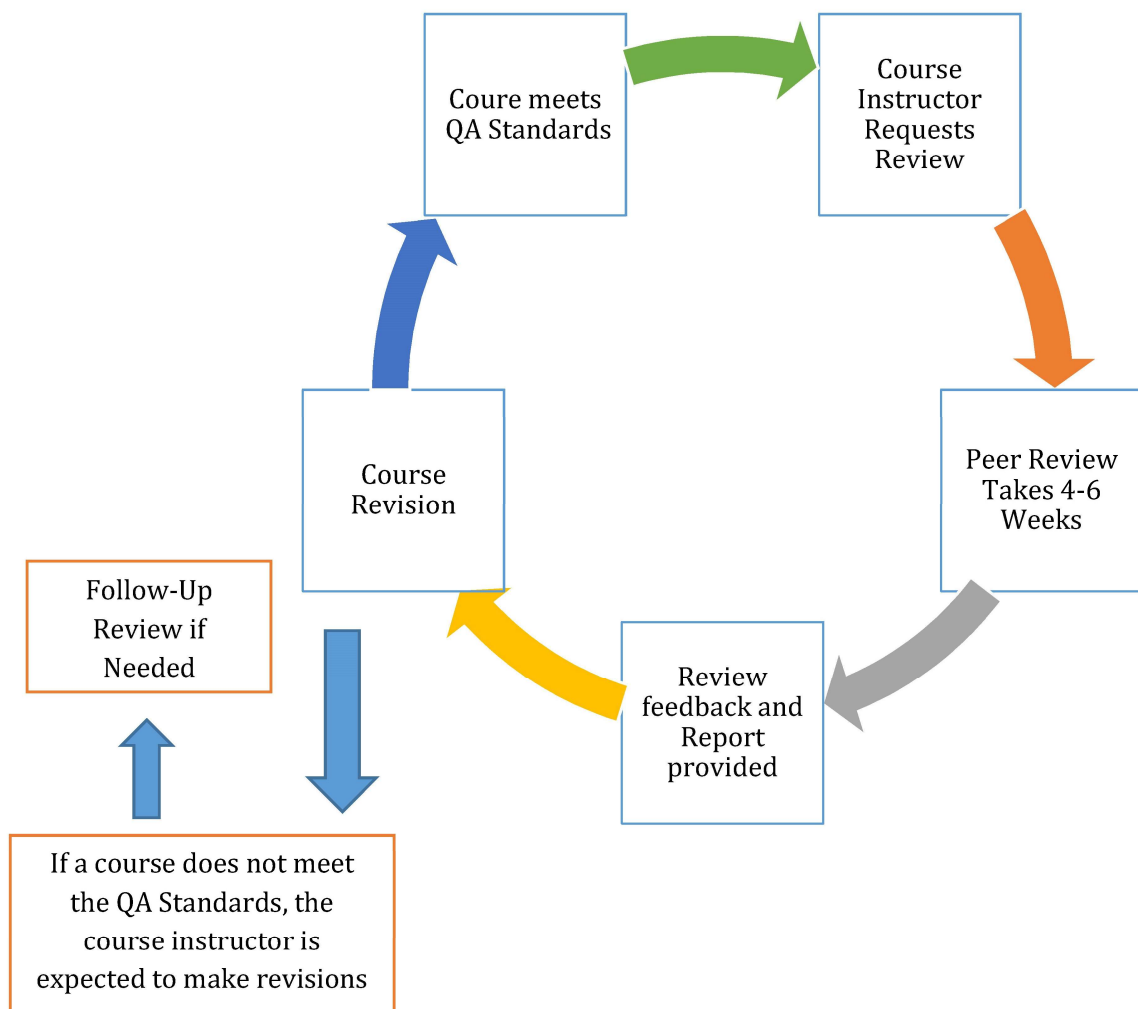 Coure meets
QA Standards
Course
Instructor
Requests
Review
Peer Review
Takes 4-6
Weeks
Review
feedback and
Report
provided
Course
Revision
Follow-Up
Review if
Needed
If a course does not meet
the QA Standards, the
course instructor is
expected to make revisions